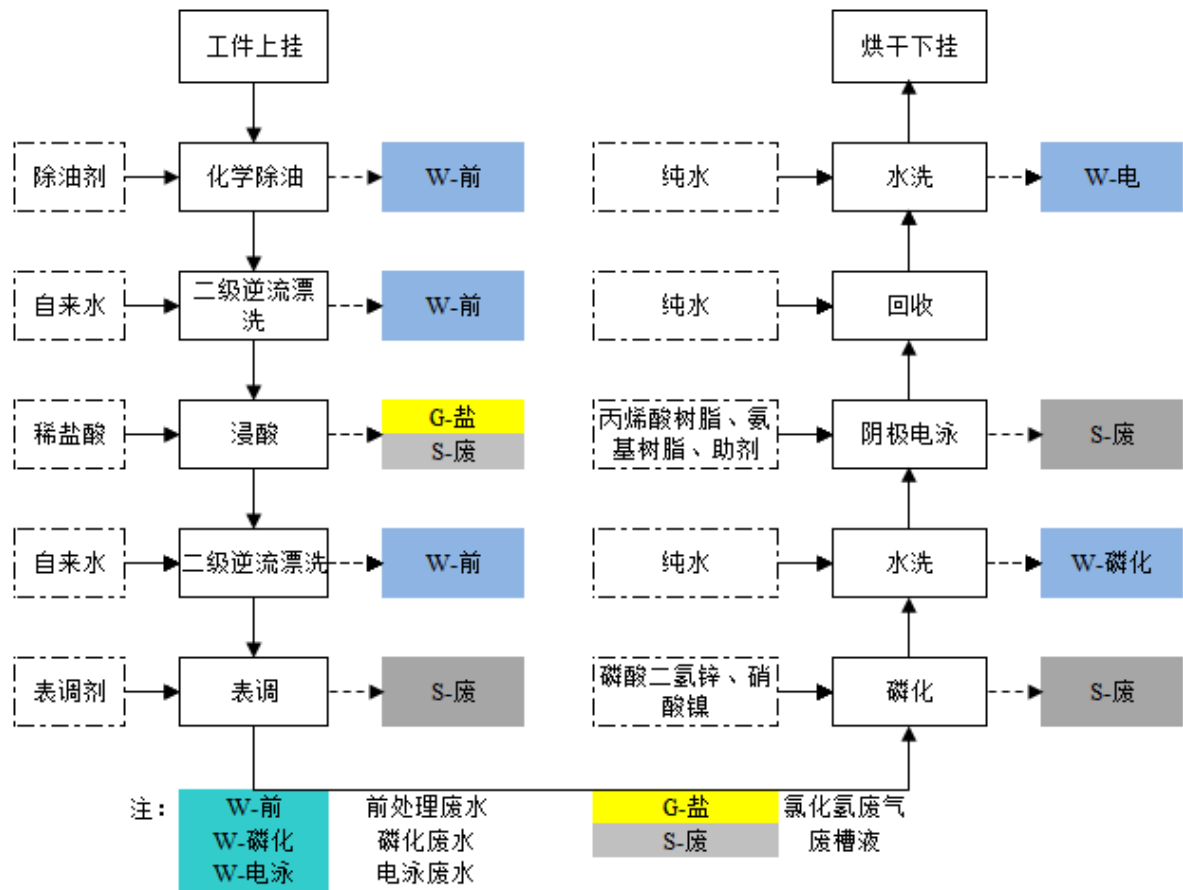 工件上挂
烘干下挂
除油剂
化学除油
W-前
纯水
水洗
W-电
自来水
二级逆流漂
洗
W-前
纯水
回收
稀盐酸
浸酸
G-盐
S-废
丙烯酸树脂、氨
基树脂、助剂
阴极电泳
S-废
自来水
二级逆流漂洗
W-前
纯水
水洗
W-磷化
表调剂
表调
S-废
磷酸二氢锌、硝
酸镍
磷化
S-废
注：
W-前
前处理废水
G-盐
氯化氢废气
W-磷化
磷化废水
S-废
废槽液
W-电泳
电泳废水